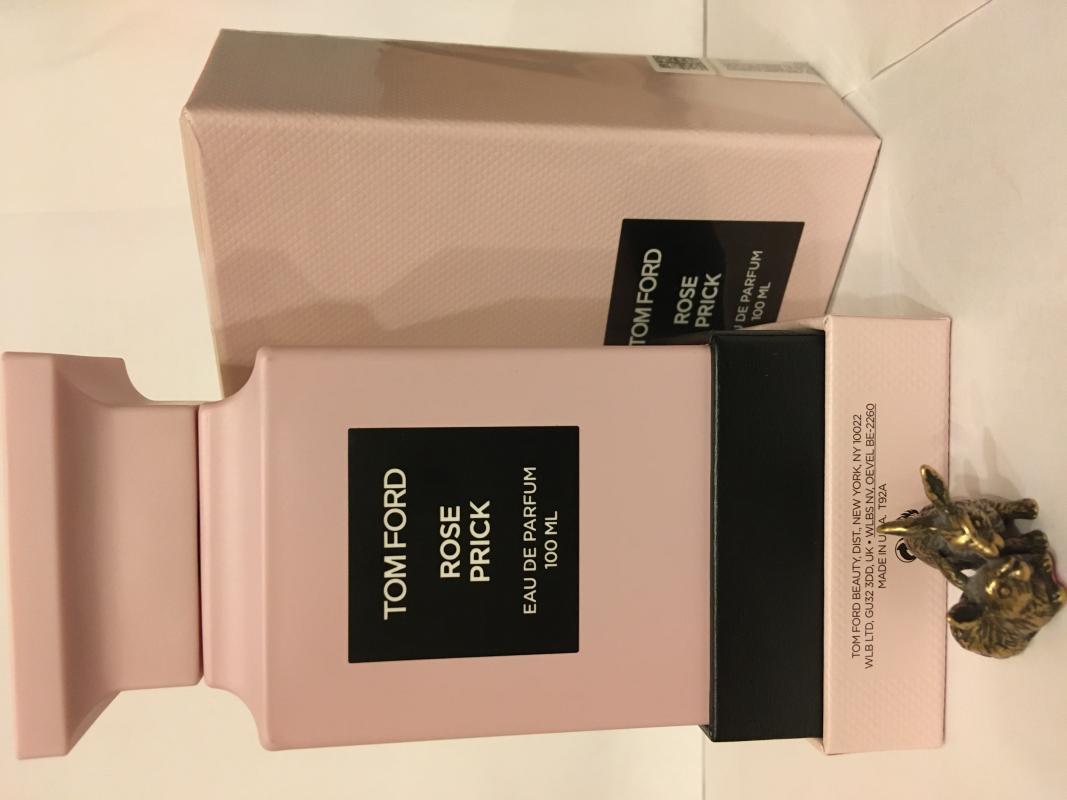 TOM FORD
ROSE
PRICK
EAU DE PARFUM
100 ML
TOM FORD
ROSE
PRICK
DE PARFUM
100 ML
TOM FORD BEAUTY, DIST., NEW YORK, NY 10022
WLB LTD, GU32 3DD, UK • WLBS NV, OEVEL BE-2260
MADE IN U.S.A. T92A